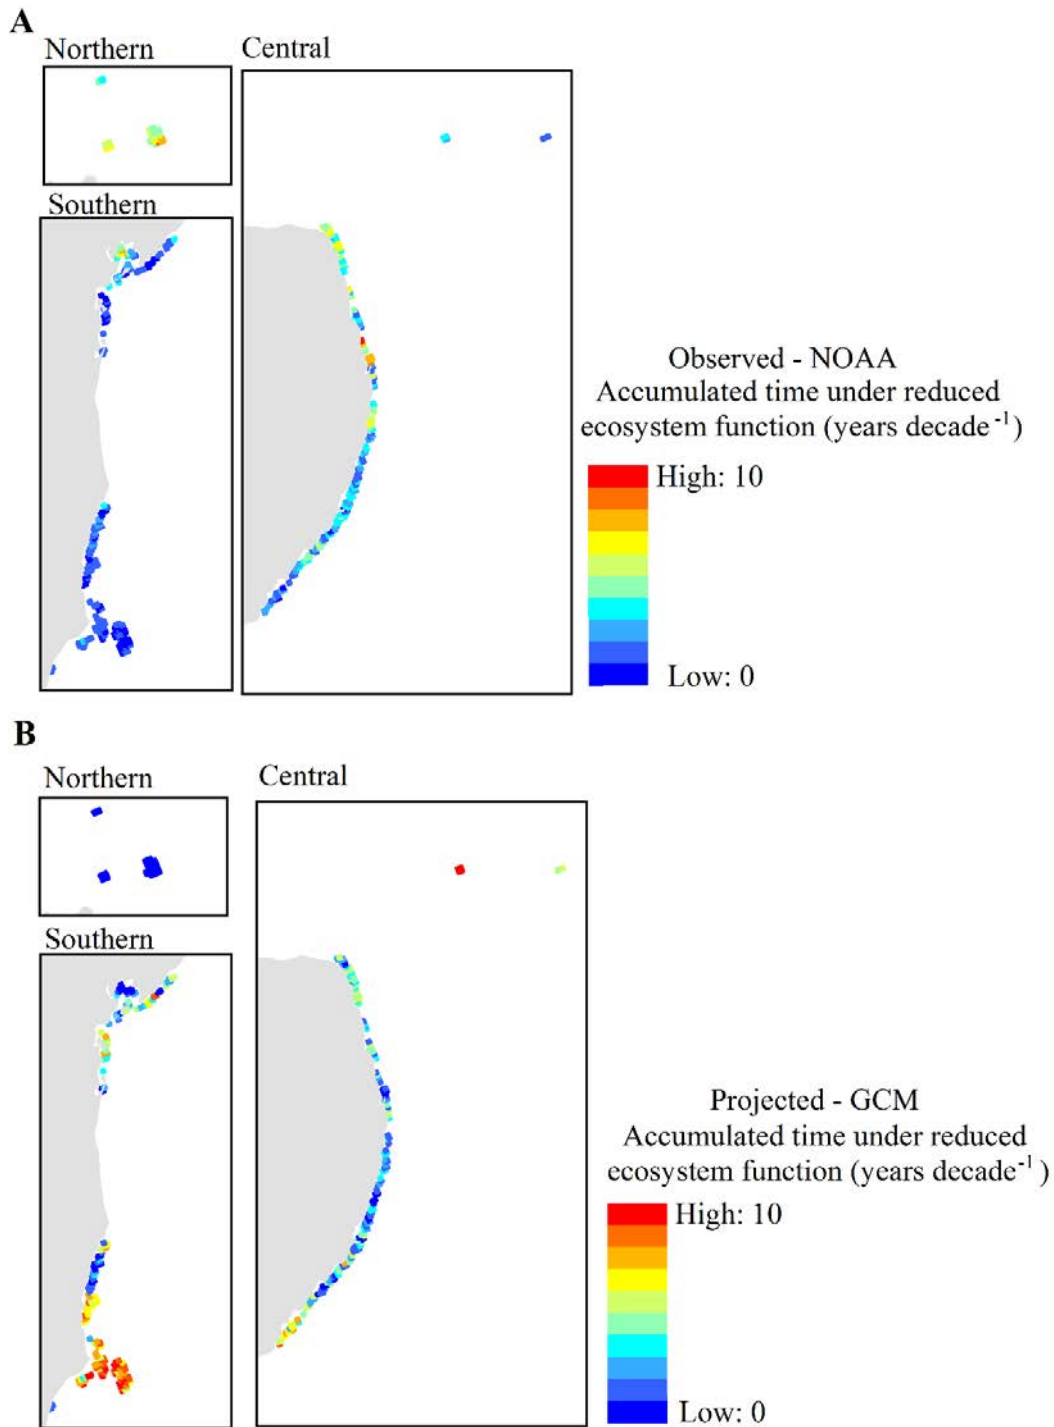 A
Northern
Central
Southern
Observed - NOAA
Accumulated time under reduced
ecosystem function (years decade⁻¹)
High: 10
Low: 0
B
Northern
Central
Southern
Projected - GCM
Accumulated time under reduced
ecosystem function (years decade⁻¹)
High: 10
Low: 0